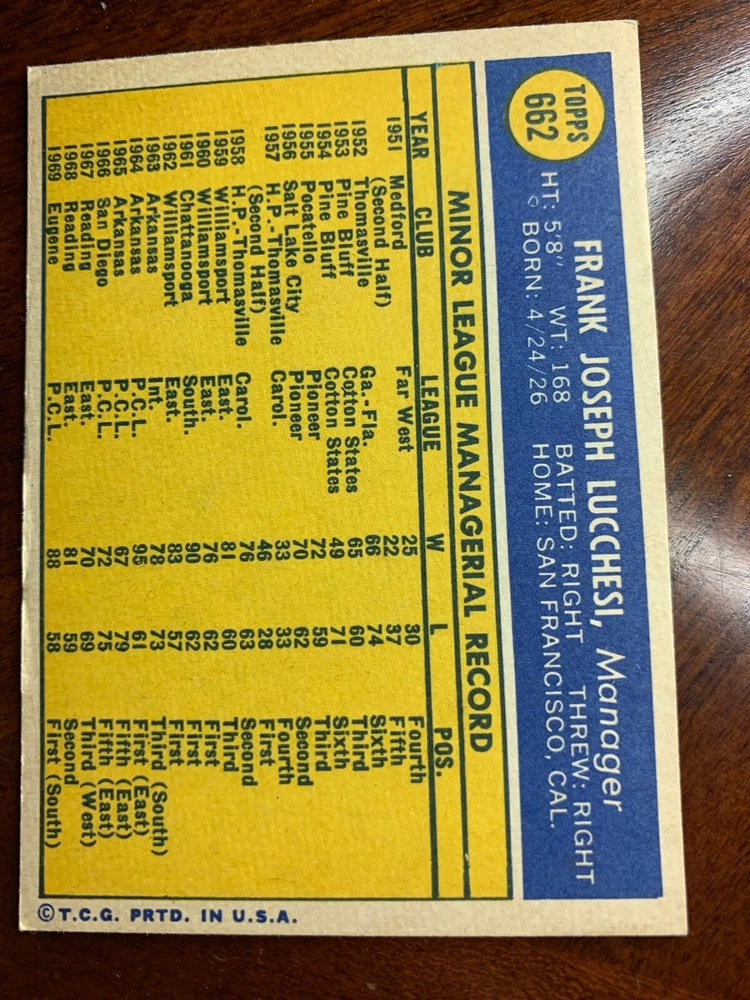 TOPPS
662
FRANK JOSEPH LUCCHESI, Manager
HT: 5'8" WT: 168 BATTED: RIGHT THREW: RIGHT
© BORN: 4/24/26 HOME: SAN FRANCISCO, CAL.
MINOR LEAGUE MANAGERIAL RECORD
YEAR CLUB LEAGUE W L POS.
1951 Medford Far West 25 30 Fourth
(Second Half) 22 37 Fifth
1952 Thomasville Ga.-Fla. 66 74 Sixth
1953 Pine Bluff Cotton States 65 60 Third
1954 Pine Bluff Cotton States 49 71 Sixth
1955 Pocatello Pioneer 72 59 Third
1956 Salt Lake City Pioneer 70 62 Second
1957 H.P.-Thomasville Carol. 33 33 Fourth
(Second Half) 46 28 First
1958 H.P.-Thomasville Carol. 76 63 Second
1959 Williamsport East. 81 60 Third
1960 Williamsport East. 76 62 First
1961 Chattanooga South. 90 62 First
1962 Williamsport East. 83 57 First
1963 Arkansas Int. 78 73 Third (South)
1964 Arkansas P.C.L. 95 61 First (East)
1965 Arkansas P.C.L. 67 79 Fifth (East)
1966 San Diego P.C.L. 72 75 Fifth (East)
1967 Reading East. 70 69 Third (West)
1968 Reading East. 81 59 Second
1969 Eugene P.C.L. 88 58 First (South)
© T.C.G. PRTD. IN U.S.A.